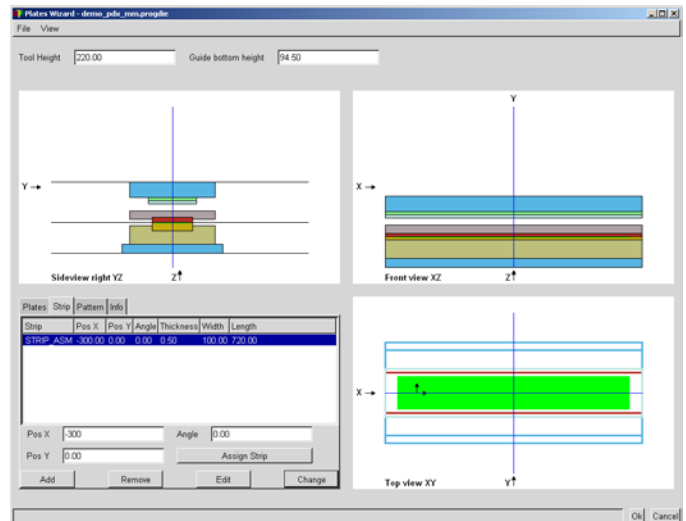 Plates Wizard - demo_pdx_mm.progdie
File View
Tool Height 220.00 Guide bottom height 94.50
Y
Y
X
Sideview right YZ Z
Front view XZ Z
Plates Strip Pattern Info
Strip Pos X Pos Y Angle Thickness Width Length
STRIP_ASM -300.00 0.00 0.00 0.50 100.00 720.00
X
Pos X -300 Angle 0.00
Pos Y 0.00 Assign Strip
Add Remove Edit Change
Top view XY Y
Ok Cancel